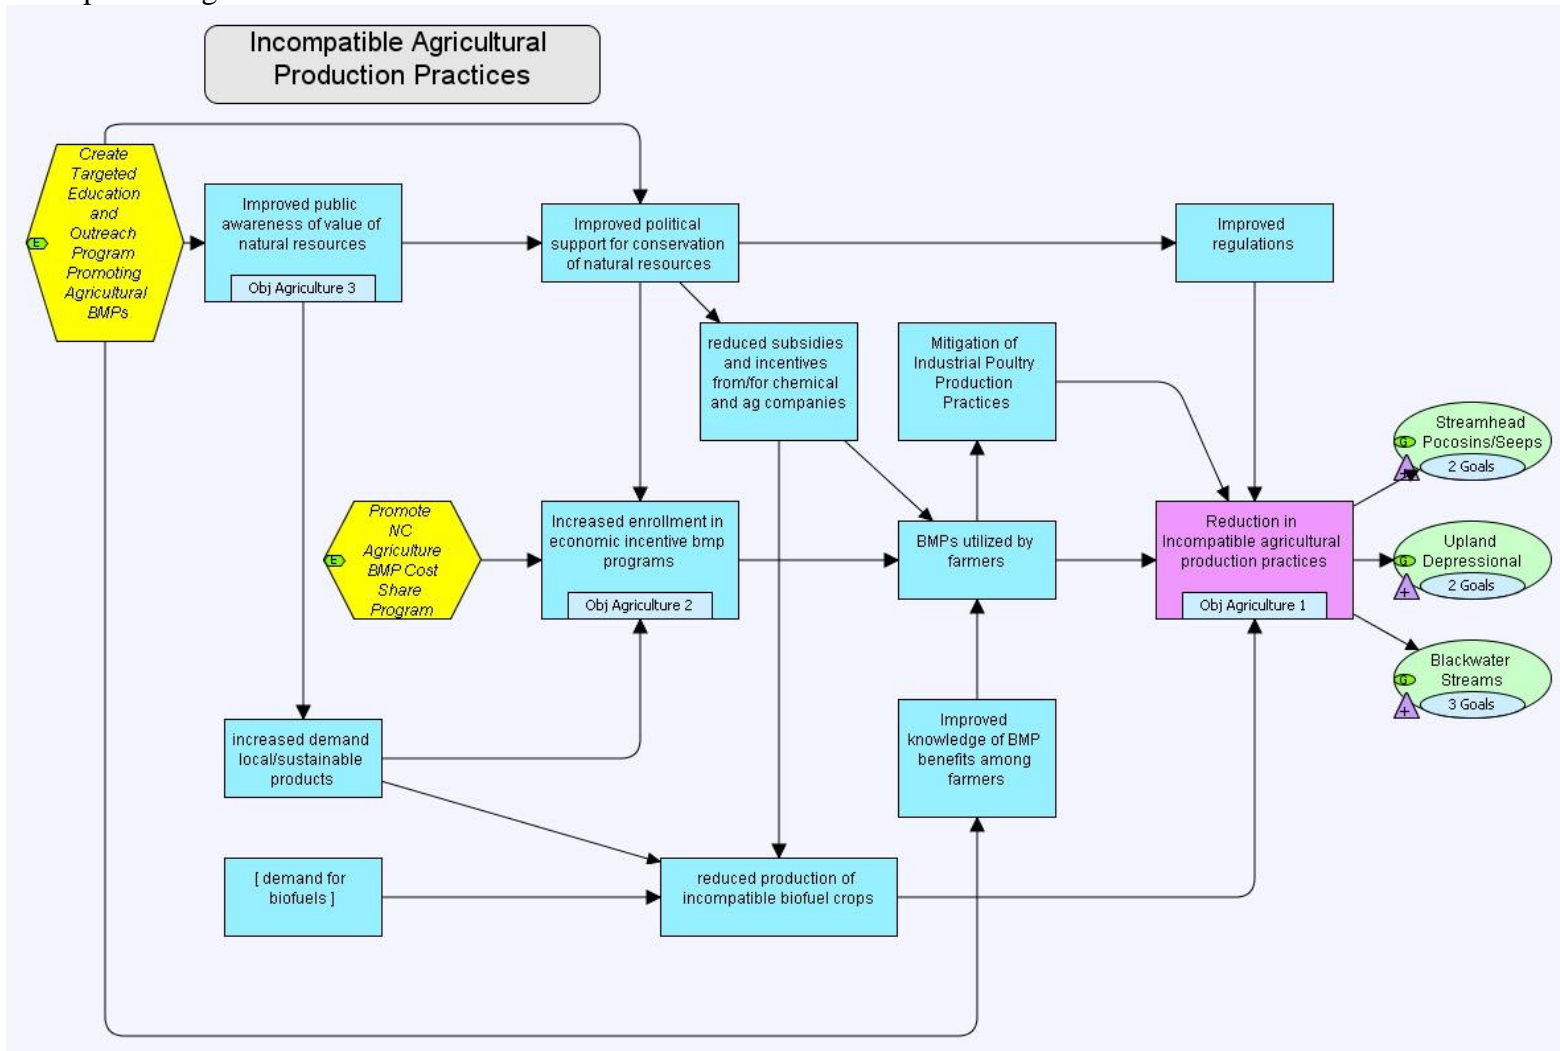 Incompatible Agricultural
Production Practices
Create
Targeted
Education
and
Outreach
Program
Promoting
Agricultural
BMPs
E
Improved public
awareness of value of
natural resources
Obj Agriculture 3
Improved political
support for conservation
of natural resources
Improved
regulations
reduced subsidies
and incentives
from/for chemical
and ag companies
Mitigation of
Industrial Poultry
Production
Practices
Promote
NC
Agriculture
BMP Cost
Share
Program
E
Increased enrollment in
economic incentive bmp
programs
Obj Agriculture 2
BMPs utilized by
farmers
Reduction in
Incompatible agricultural
production practices
Obj Agriculture 1
Streamhead
G Pocosins/Seeps
+ 2 Goals
Upland
G Depressional
+ 2 Goals
Blackwater
G Streams
+ 3 Goals
increased demand
local/sustainable
products
Improved
knowledge of BMP
benefits among
farmers
[ demand for
biofuels ]
reduced production of
incompatible biofuel crops